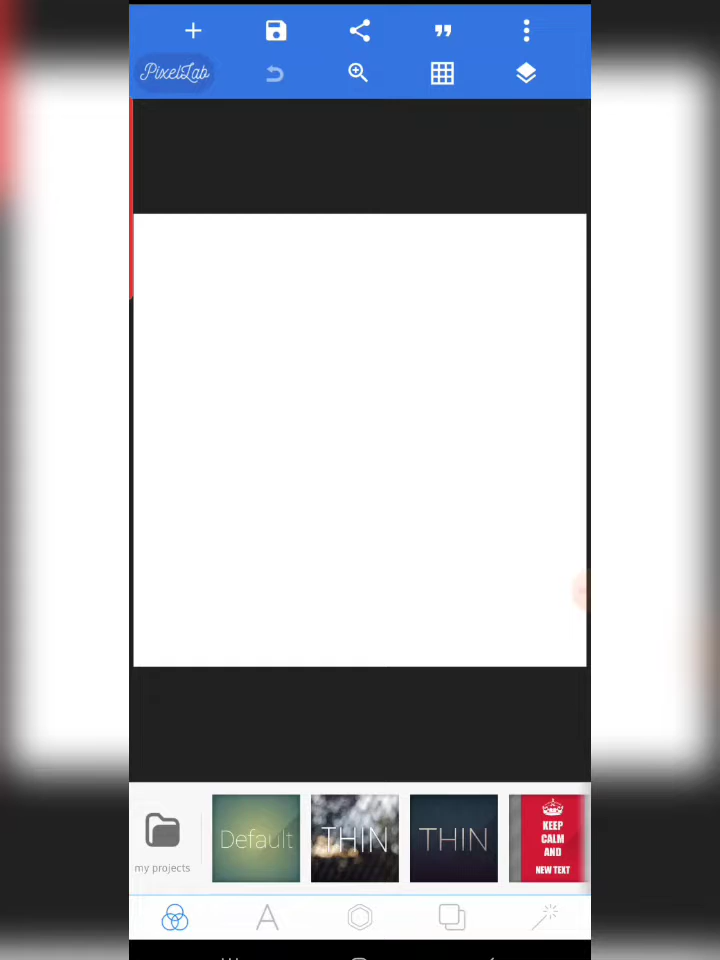 PixelLab
my projects
Default
THIN
THIN
KEEP
CALM
AND
NEW TEXT